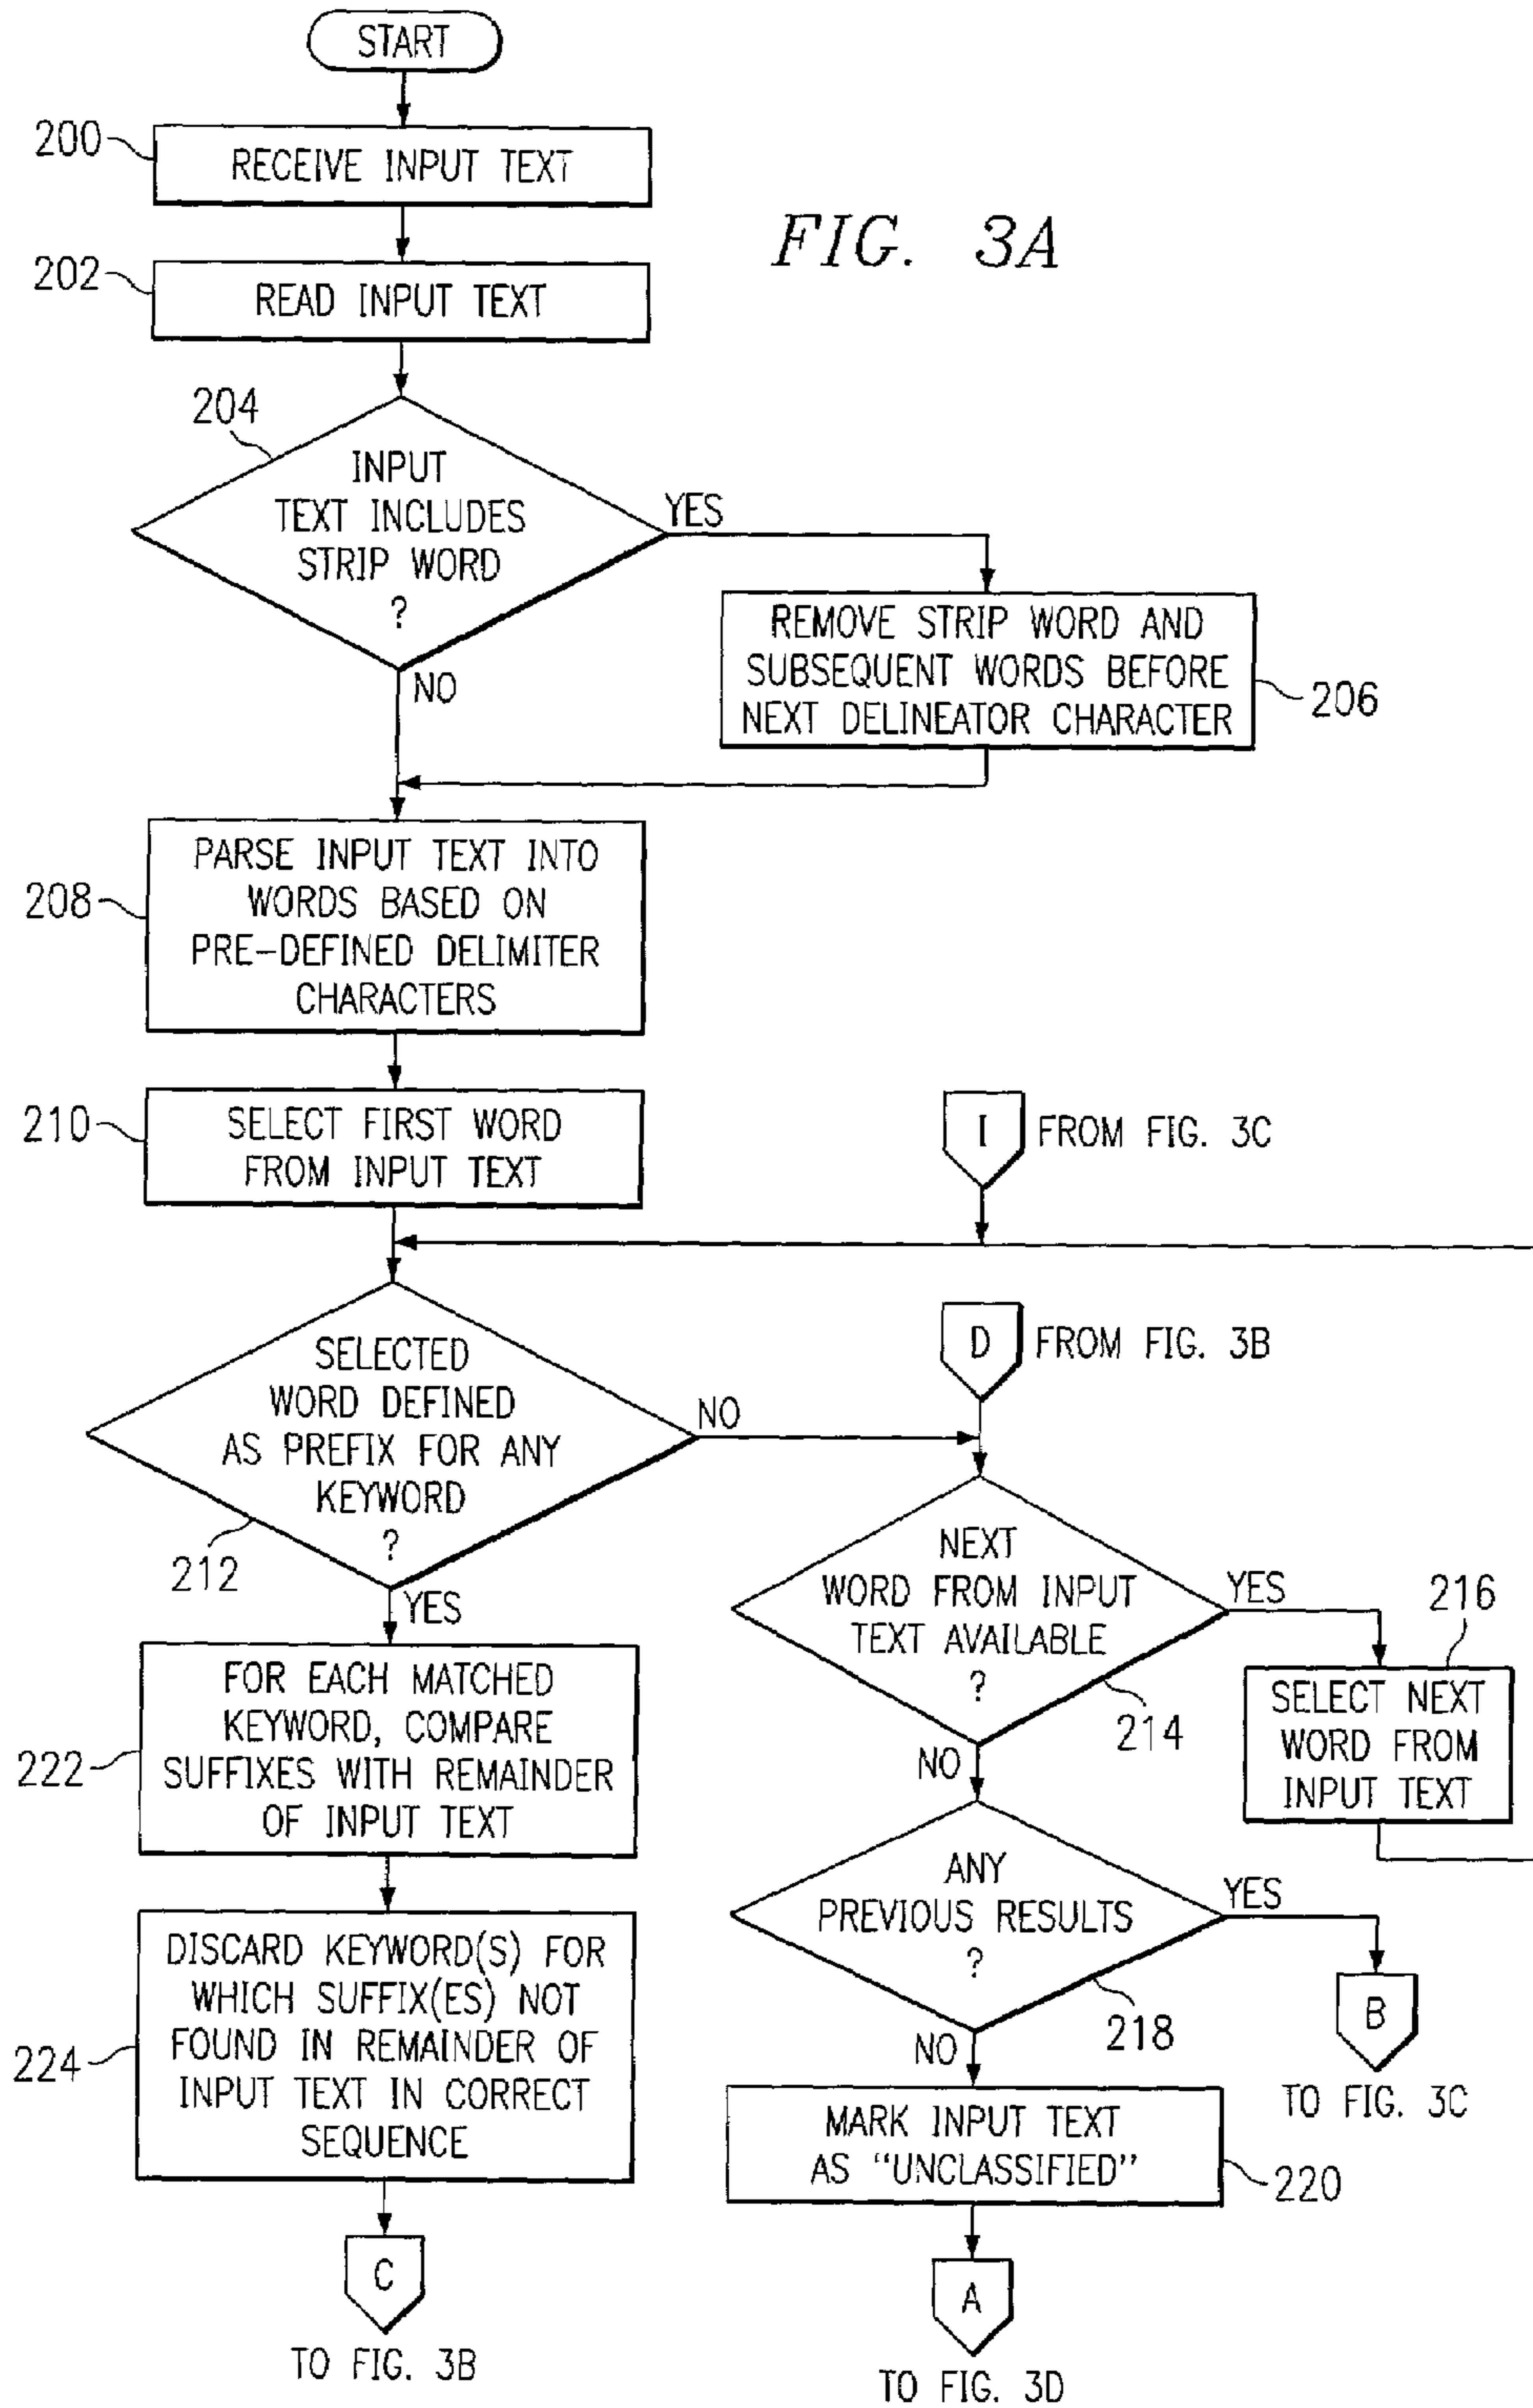 START
200
RECEIVE INPUT TEXT
FIG. 3A
202
READ INPUT TEXT
204
INPUT
TEXT INCLUDES
STRIP WORD
?
YES
NO
REMOVE STRIP WORD AND
SUBSEQUENT WORDS BEFORE
NEXT DELINEATOR CHARACTER
206
208
PARSE INPUT TEXT INTO
WORDS BASED ON
PRE-DEFINED DELIMITER
CHARACTERS
210
SELECT FIRST WORD
FROM INPUT TEXT
I
FROM FIG. 3C
SELECTED
WORD DEFINED
AS PREFIX FOR ANY
KEYWORD
?
212
NO
YES
D
FROM FIG. 3B
NEXT
WORD FROM INPUT
TEXT AVAILABLE
?
214
YES
NO
216
SELECT NEXT
WORD FROM
INPUT TEXT
222
FOR EACH MATCHED
KEYWORD, COMPARE
SUFFIXES WITH REMAINDER
OF INPUT TEXT
ANY
PREVIOUS RESULTS
?
218
YES
NO
B
TO FIG. 3C
224
DISCARD KEYWORD(S) FOR
WHICH SUFFIX(ES) NOT
FOUND IN REMAINDER OF
INPUT TEXT IN CORRECT
SEQUENCE
MARK INPUT TEXT
AS “UNCLASSIFIED”
220
C
TO FIG. 3B
A
TO FIG. 3D